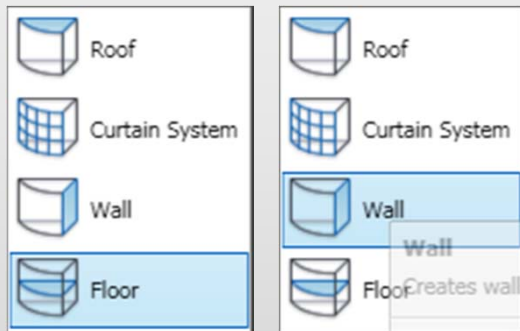 Roof
Curtain System
Wall
Floor
Roof
Curtain System
Wall
Wall
Floor
Creates wall